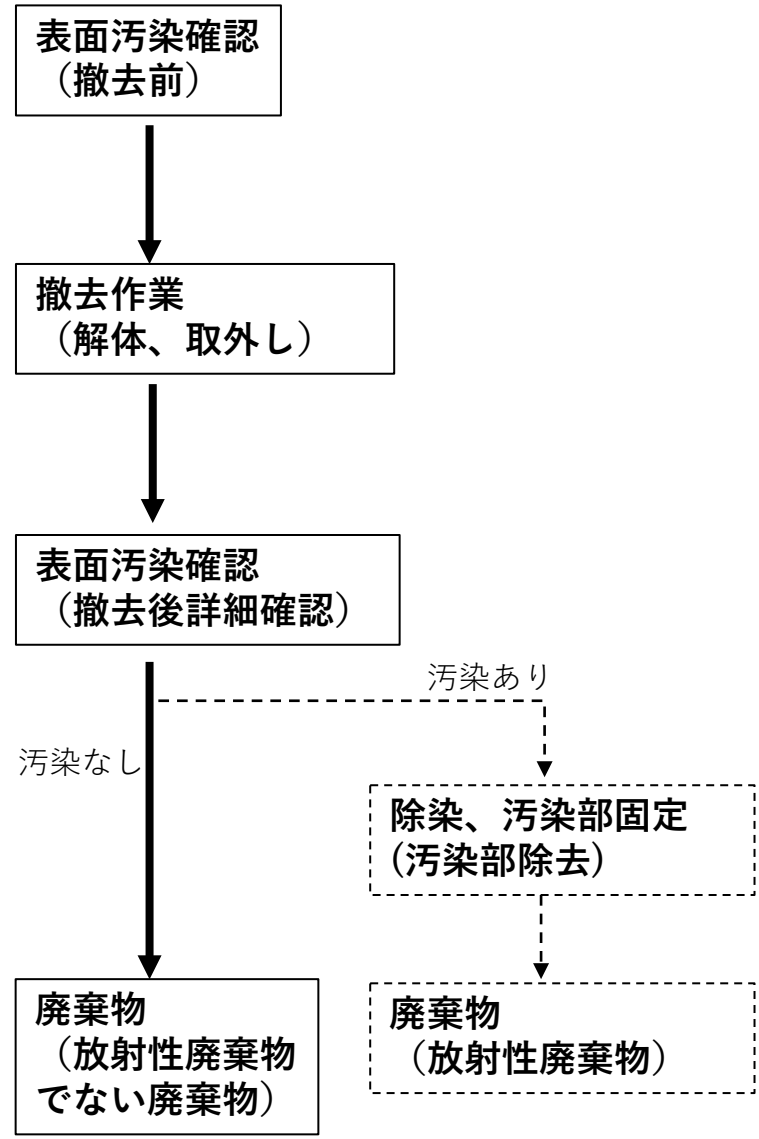 表面汚染確認
（撤去前）
撤去作業
（解体、取外し）
表面汚染確認
（撤去後詳細確認）
汚染あり
汚染なし
除染、汚染部固定
(汚染部除去)
廃棄物
（放射性廃棄物
でない廃棄物）
廃棄物
（放射性廃棄物）